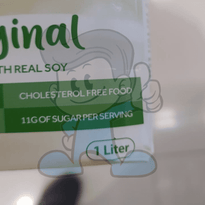 ginal
TH REAL SOY
CHOLESTEROL FREE FOOD
11G OF SUGAR PER SERVING
1 Liter